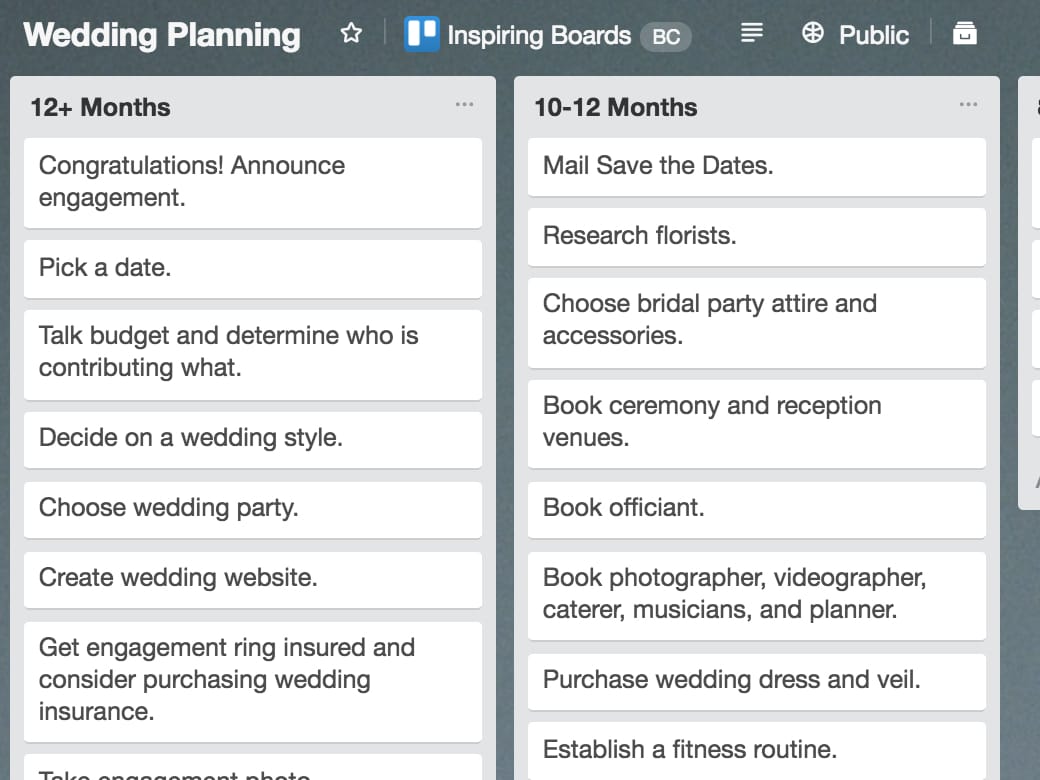 Wedding Planning
Inspiring Boards BC
Public
12+ Months
Congratulations! Announce
engagement.
Pick a date.
Talk budget and determine who is
contributing what.
Decide on a wedding style.
Choose wedding party.
Create wedding website.
Get engagement ring insured and
consider purchasing wedding
insurance.
Take engagement photo
10-12 Months
Mail Save the Dates.
Research florists.
Choose bridal party attire and
accessories.
Book ceremony and reception
venues.
Book officiant.
Book photographer, videographer,
caterer, musicians, and planner.
Purchase wedding dress and veil.
Establish a fitness routine.